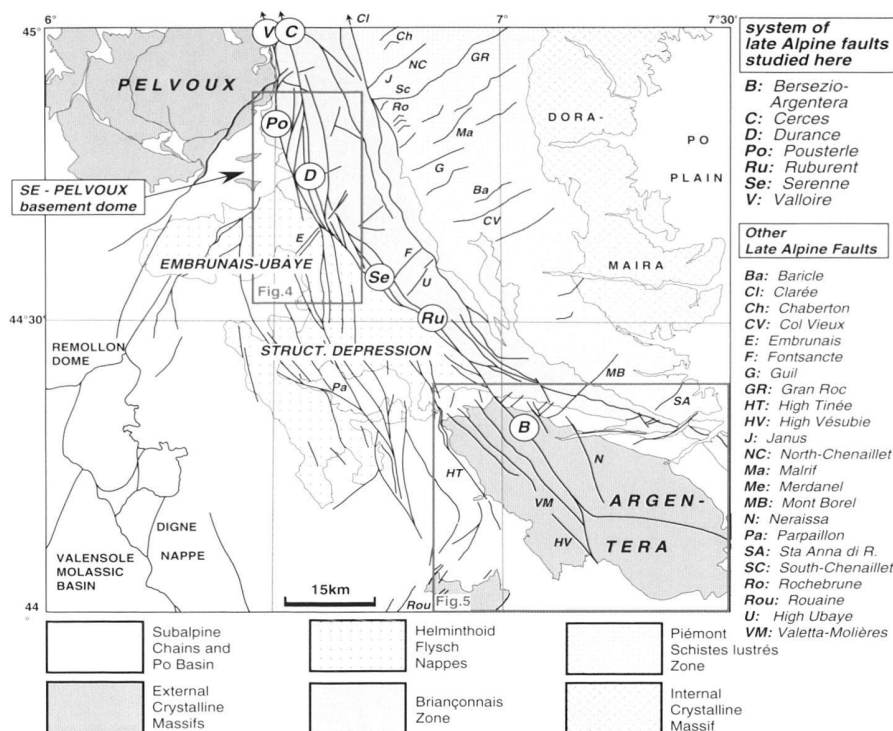 6°
7°
7°30'
45°
44°30'
44
V
C
Cl
Ch
NC
GR
J
Sc
Ro
Ma
G
Ba
CV
PELVOUX
Po
D
SE - PELVOUX
basement dome
E
EMBRUNAIS-UBAYE
Fig.4
F
Se
U
Ru
DORA-
MAIRA
PO
PLAIN
REMOLLON
DOME
STRUCT. DEPRESSION
Pa
MB
SA
B
HT
N
VM
HV
ARGEN-
TERA
DIGNE
NAPPE
VALENSOLE
MOLASSIC
BASIN
15km
Rou
Fig.5
system of
late Alpine faults
studied here
B: Bersezio-
Argentera
C: Cerces
D: Durance
Po: Pousterle
Ru: Ruburent
Se: Serenne
V: Valloire
Other
Late Alpine Faults
Ba: Baricle
Cl: Clarée
Ch: Chaberton
CV: Col Vieux
E: Embrunais
F: Fontsancte
G: Guil
GR: Gran Roc
HT: High Tinée
HV: High Vésubie
J: Janus
NC: North-Chenaillet
Ma: Malrif
Me: Merdanel
MB: Mont Borel
N: Neraissa
Pa: Parpaillon
SA: Sta Anna di R.
SC: South-Chenaillet
Ro: Rochebrune
Rou: Rouaine
U: High Ubaye
VM: Valetta-Molières
Subalpine
Chains and
Po Basin
Helminthoid
Flysch
Nappes
Piémont
Schistes lustrés
Zone
External
Crystalline
Massifs
Briançonnais
Zone
Internal
Crystalline
Massif